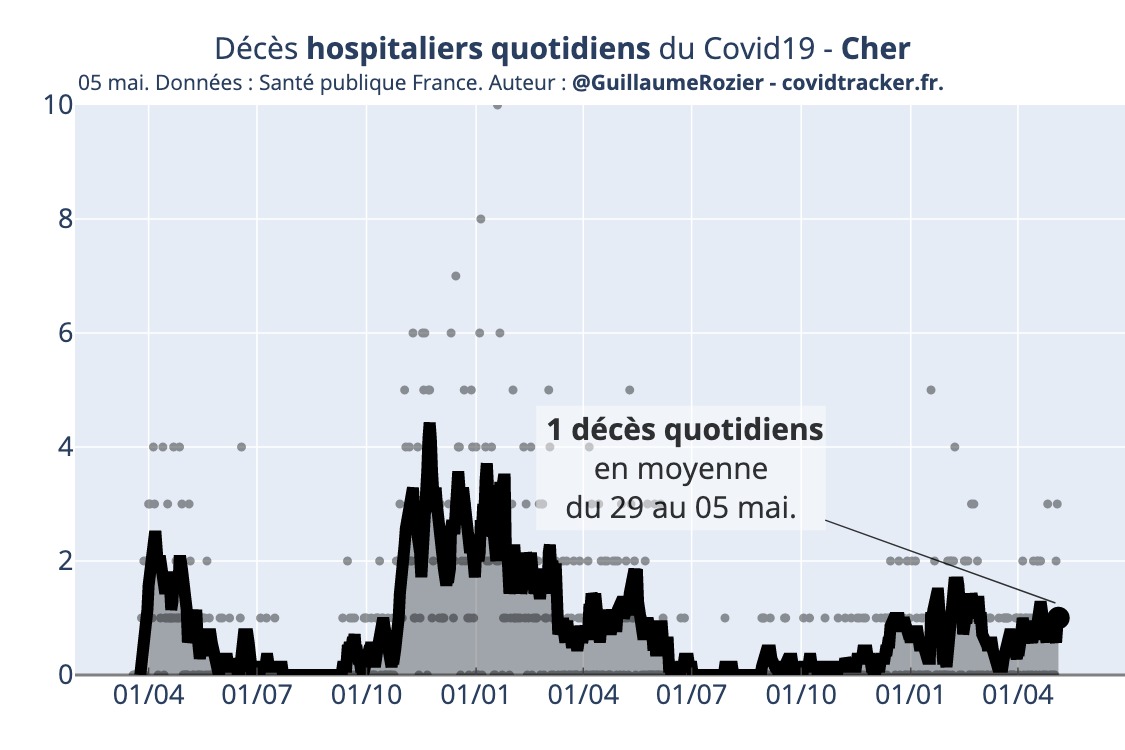 Décès hospitaliers quotidiens du Covid19 - Cher
05 mai. Données : Santé publique France. Auteur : @GuillaumeRozier - covidtracker.fr.
10
8
6
4
2
0
1 décès quotidiens
en moyenne
du 29 au 05 mai.
01/04 01/07 01/10 01/01 01/04 01/07 01/10 01/01 01/04